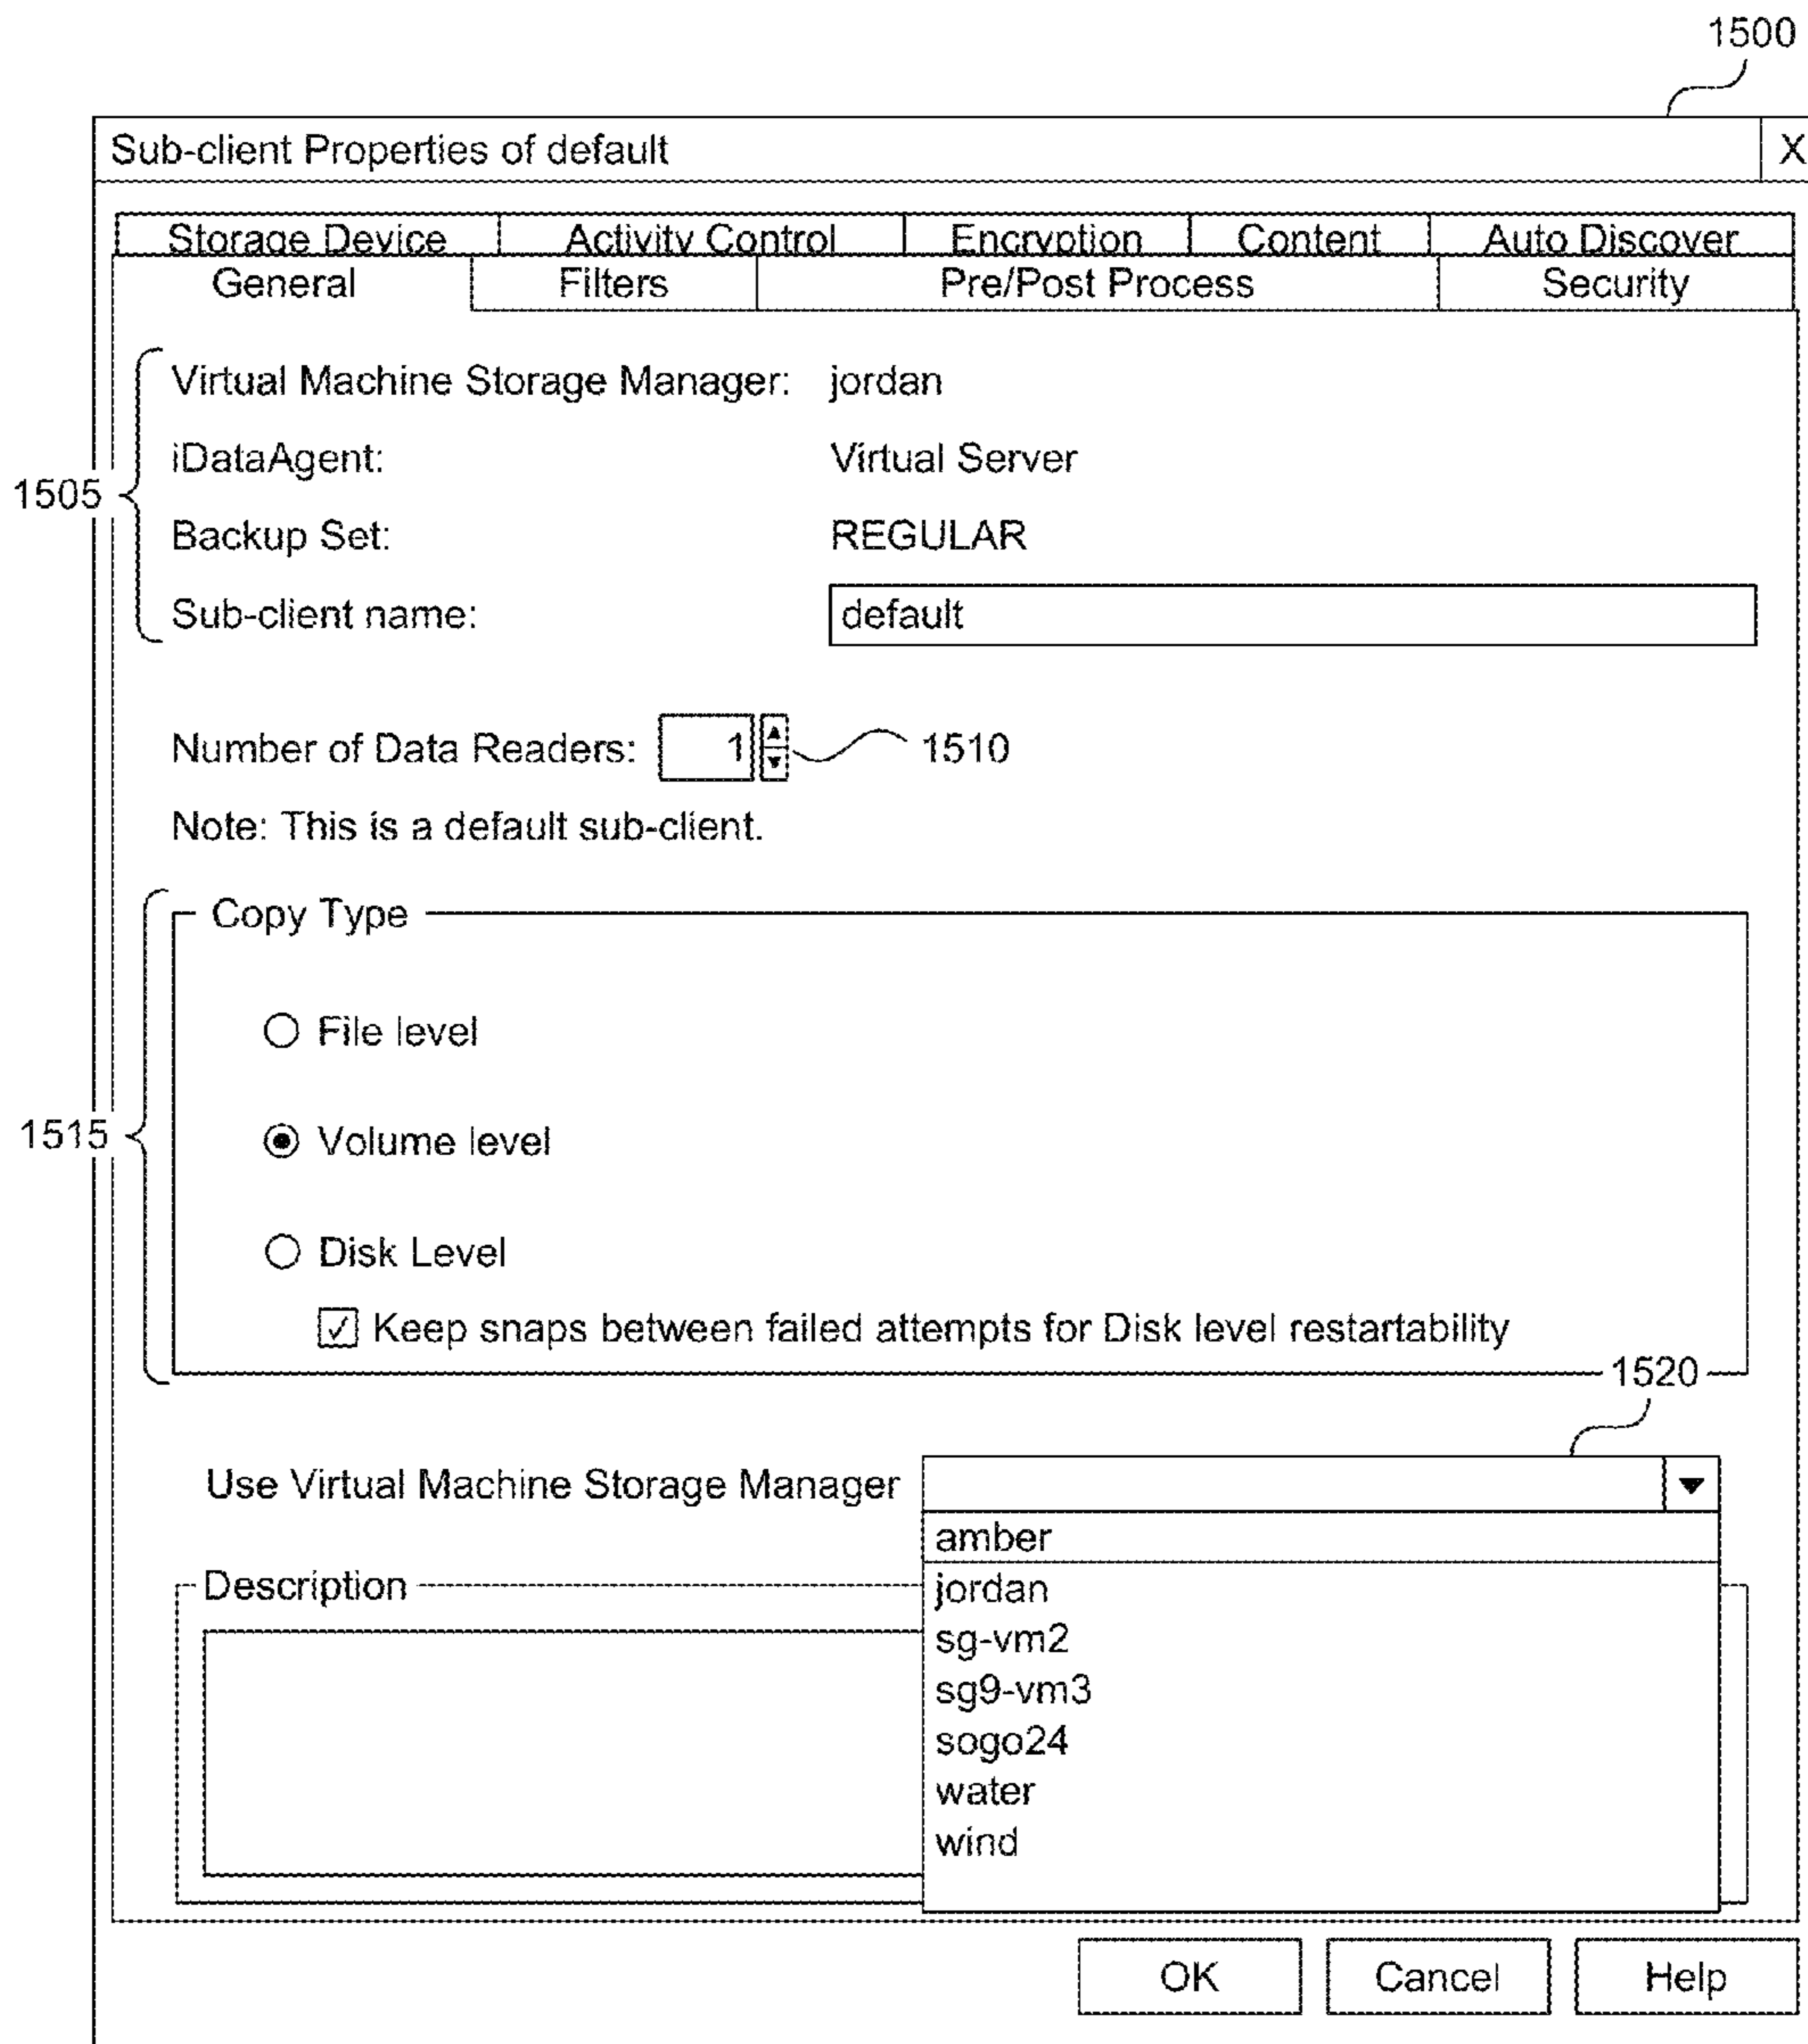 1500
Sub-client Properties of default X
Storage Device Activity Control Encryption Content Auto Discover
General Filters Pre/Post Process Security
Virtual Machine Storage Manager: jordan
iDataAgent: Virtual Server
1505
Backup Set: REGULAR
Sub-client name: default
Number of Data Readers: 1 1510
Note: This is a default sub-client.
Copy Type
File level
1515
Volume level
Disk Level
Keep snaps between failed attempts for Disk level restartability
1520
Use Virtual Machine Storage Manager
amber
Description
jordan
sg-vm2
sg9-vm3
sogo24
water
wind
OK Cancel Help